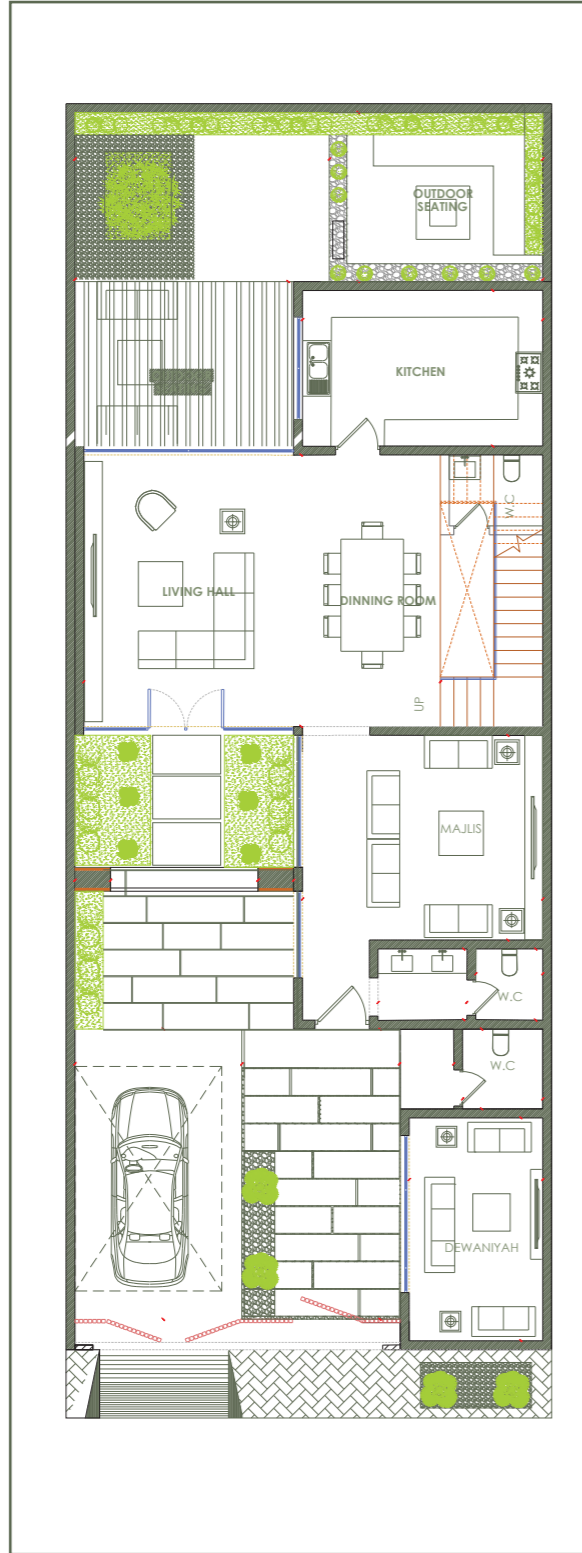 OUTDOOR
SEATING
KITCHEN
W.C
LIVING HALL
DINNING ROOM
UP
MAJLIS
W.C
W.C
DEWANIYAH